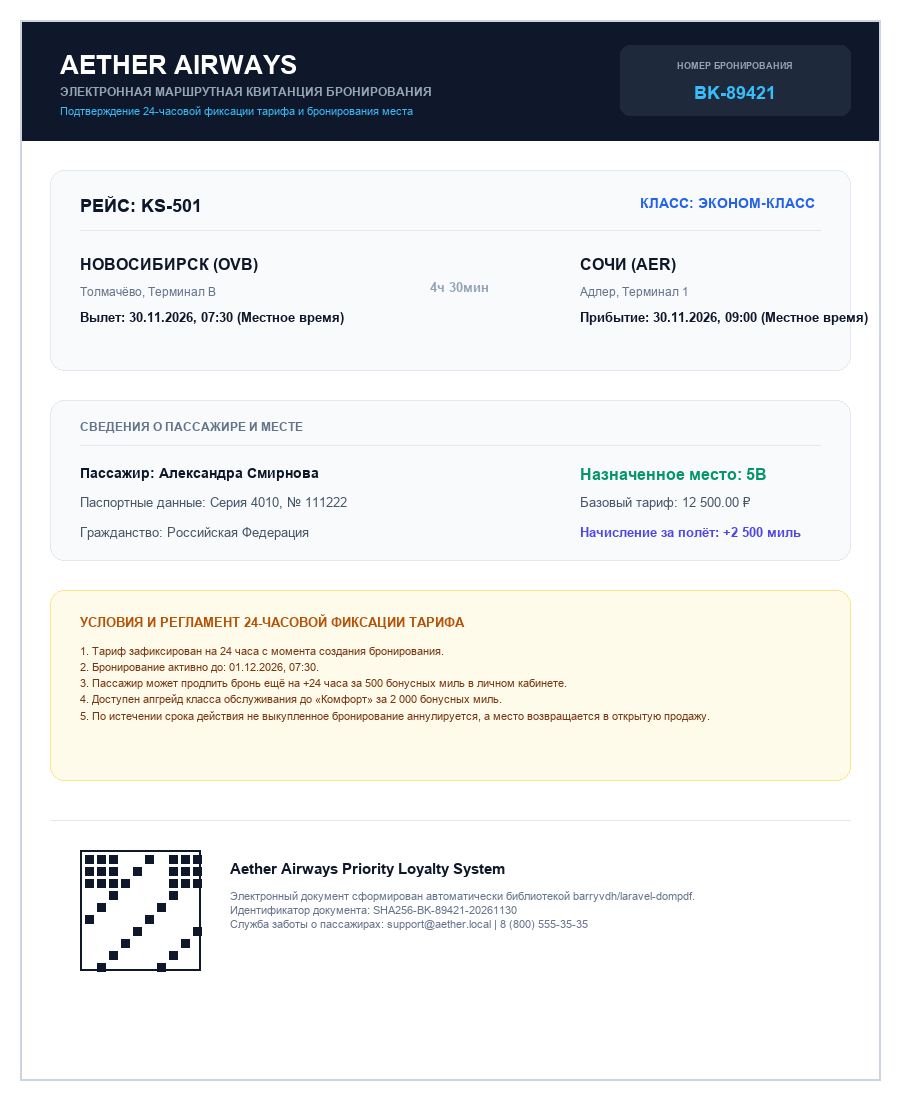 AETHER AIRWAYS
ЭЛЕКТРОННАЯ МАРШРУТНАЯ КВИТАНЦИЯ БРОНИРОВАНИЯ
Подтверждение 24-часовой фиксации тарифа и бронирования места
НОМЕР БРОНИРОВАНИЯ
BK-89421
РЕЙС: KS-501
КЛАСС: ЭКОНОМ-КЛАСС
НОВОСИБИРСК (OVB)
Толмачёво, Терминал B
Вылет: 30.11.2026, 07:30 (Местное время)
4ч 30мин
СОЧИ (AER)
Адлер, Терминал 1
Прибытие: 30.11.2026, 09:00 (Местное время)
СВЕДЕНИЯ О ПАССАЖИРЕ И МЕСТЕ
Пассажир: Александра Смирнова
Назначенное место: 5B
Паспортные данные: Серия 4010, № 111222
Базовый тариф: 12 500.00 ₽
Гражданство: Российская Федерация
Начисление за полёт: +2 500 миль
УСЛОВИЯ И РЕГЛАМЕНТ 24-ЧАСОВОЙ ФИКСАЦИИ ТАРИФА
1. Тариф зафиксирован на 24 часа с момента создания бронирования.
2. Бронирование активно до: 01.12.2026, 07:30.
3. Пассажир может продлить бронь ещё на +24 часа за 500 бонусных миль в личном кабинете.
4. Доступен апгрейд класса обслуживания до «Комфорт» за 2 000 бонусных миль.
5. По истечении срока действия не выкупленное бронирование аннулируется, а место возвращается в открытую продажу.
Aether Airways Priority Loyalty System
Электронный документ сформирован автоматически библиотекой barryvdh/laravel-dompdf.
Идентификатор документа: SHA256-BK-89421-20261130
Служба заботы о пассажирах: support@aether.local | 8 (800) 555-35-35